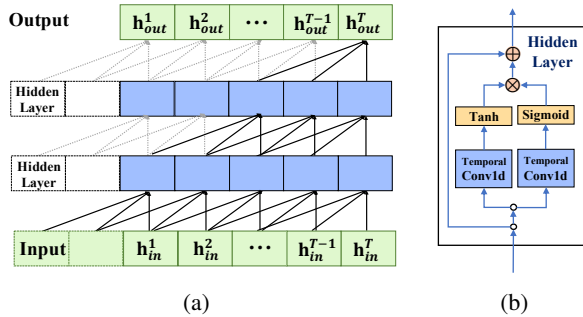 Output h¹ₒᵤₜ h²ₒᵤₜ ⋯ hᵀ⁻¹ₒᵤₜ hᵀₒᵤₜ
Hidden
Layer
Hidden
Layer
Input h¹ᵢₙ h²ᵢₙ ⋯ hᵀ⁻¹ᵢₙ hᵀᵢₙ
(a)
Hidden
Layer
Tanh Sigmoid
Temporal Temporal
Conv1d Conv1d
(b)